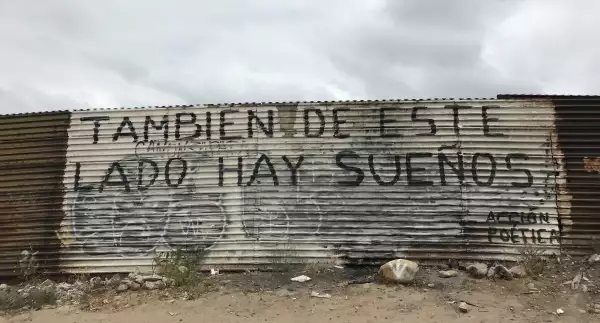 TAMBIEN DE ESTE
LADO HAY SUEÑOS
ACCIÓN
POÉTICA